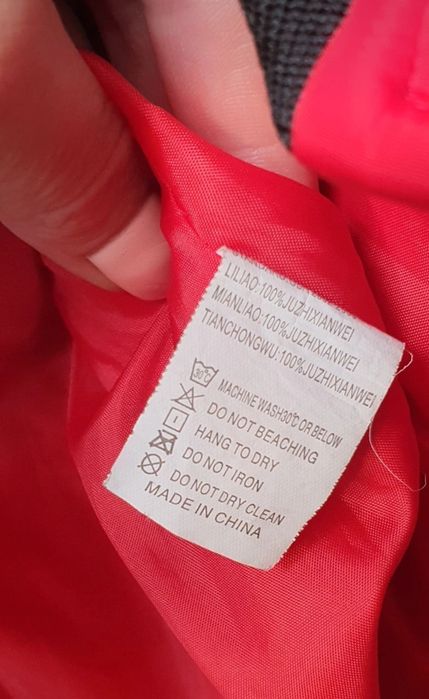 LILIAO:100%JUZHIXIANWEI
MIANLIAO:100%JUZHIXIANWEI
TIANCHONGWU:100%JUZHIXIANWEI
30℃ MACHINE WASH30℃ OR BELOW
DO NOT BEACHING
HANG TO DRY
DO NOT IRON
DO NOT DRY CLEAN
MADE IN CHINA